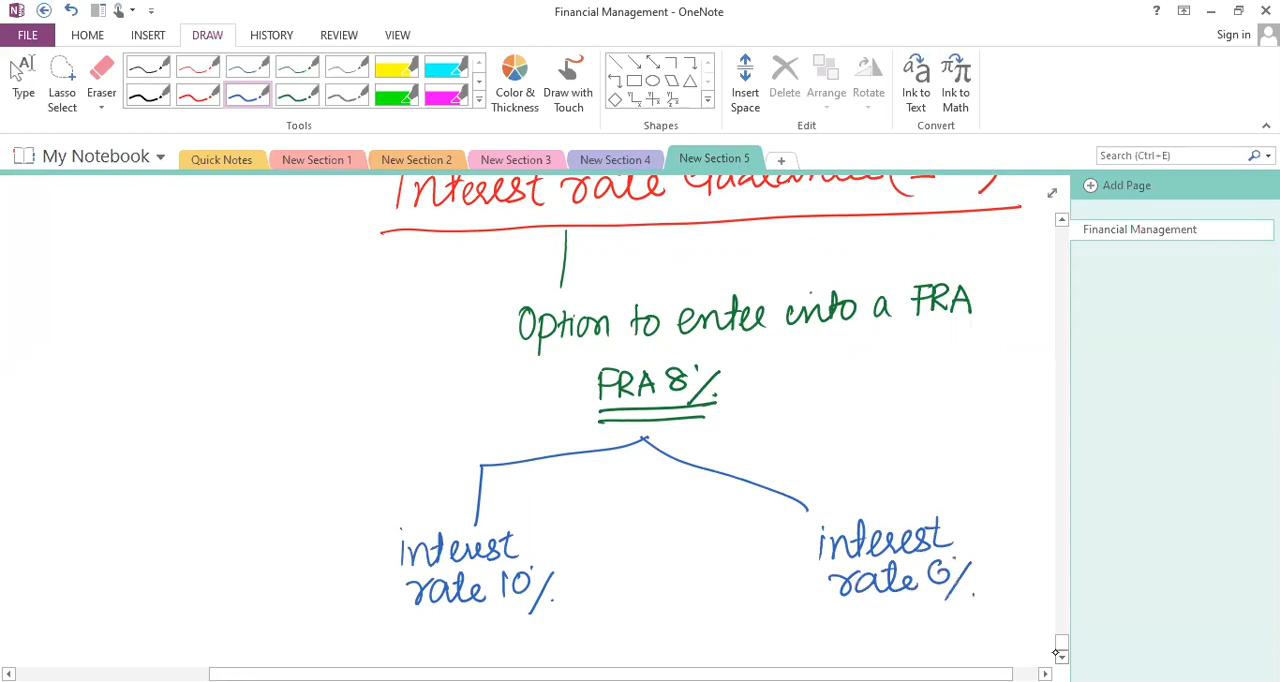 Financial Management - OneNote
Sign in
FILE HOME INSERT DRAW HISTORY REVIEW VIEW
Type
Lasso Select
Eraser
Color & Thickness
Draw with Touch
Insert Space
Delete
Arrange
Rotate
Ink to Text
Ink to Math
Tools
Shapes
Edit
Convert
My Notebook
Quick Notes
New Section 1
New Section 2
New Section 3
New Section 4
New Section 5
Search (Ctrl+E)
Add Page
Financial Management
Interest rate
Option to enter into a FRA
FRA 8%
interest
rate 10%
interest
rate 6%